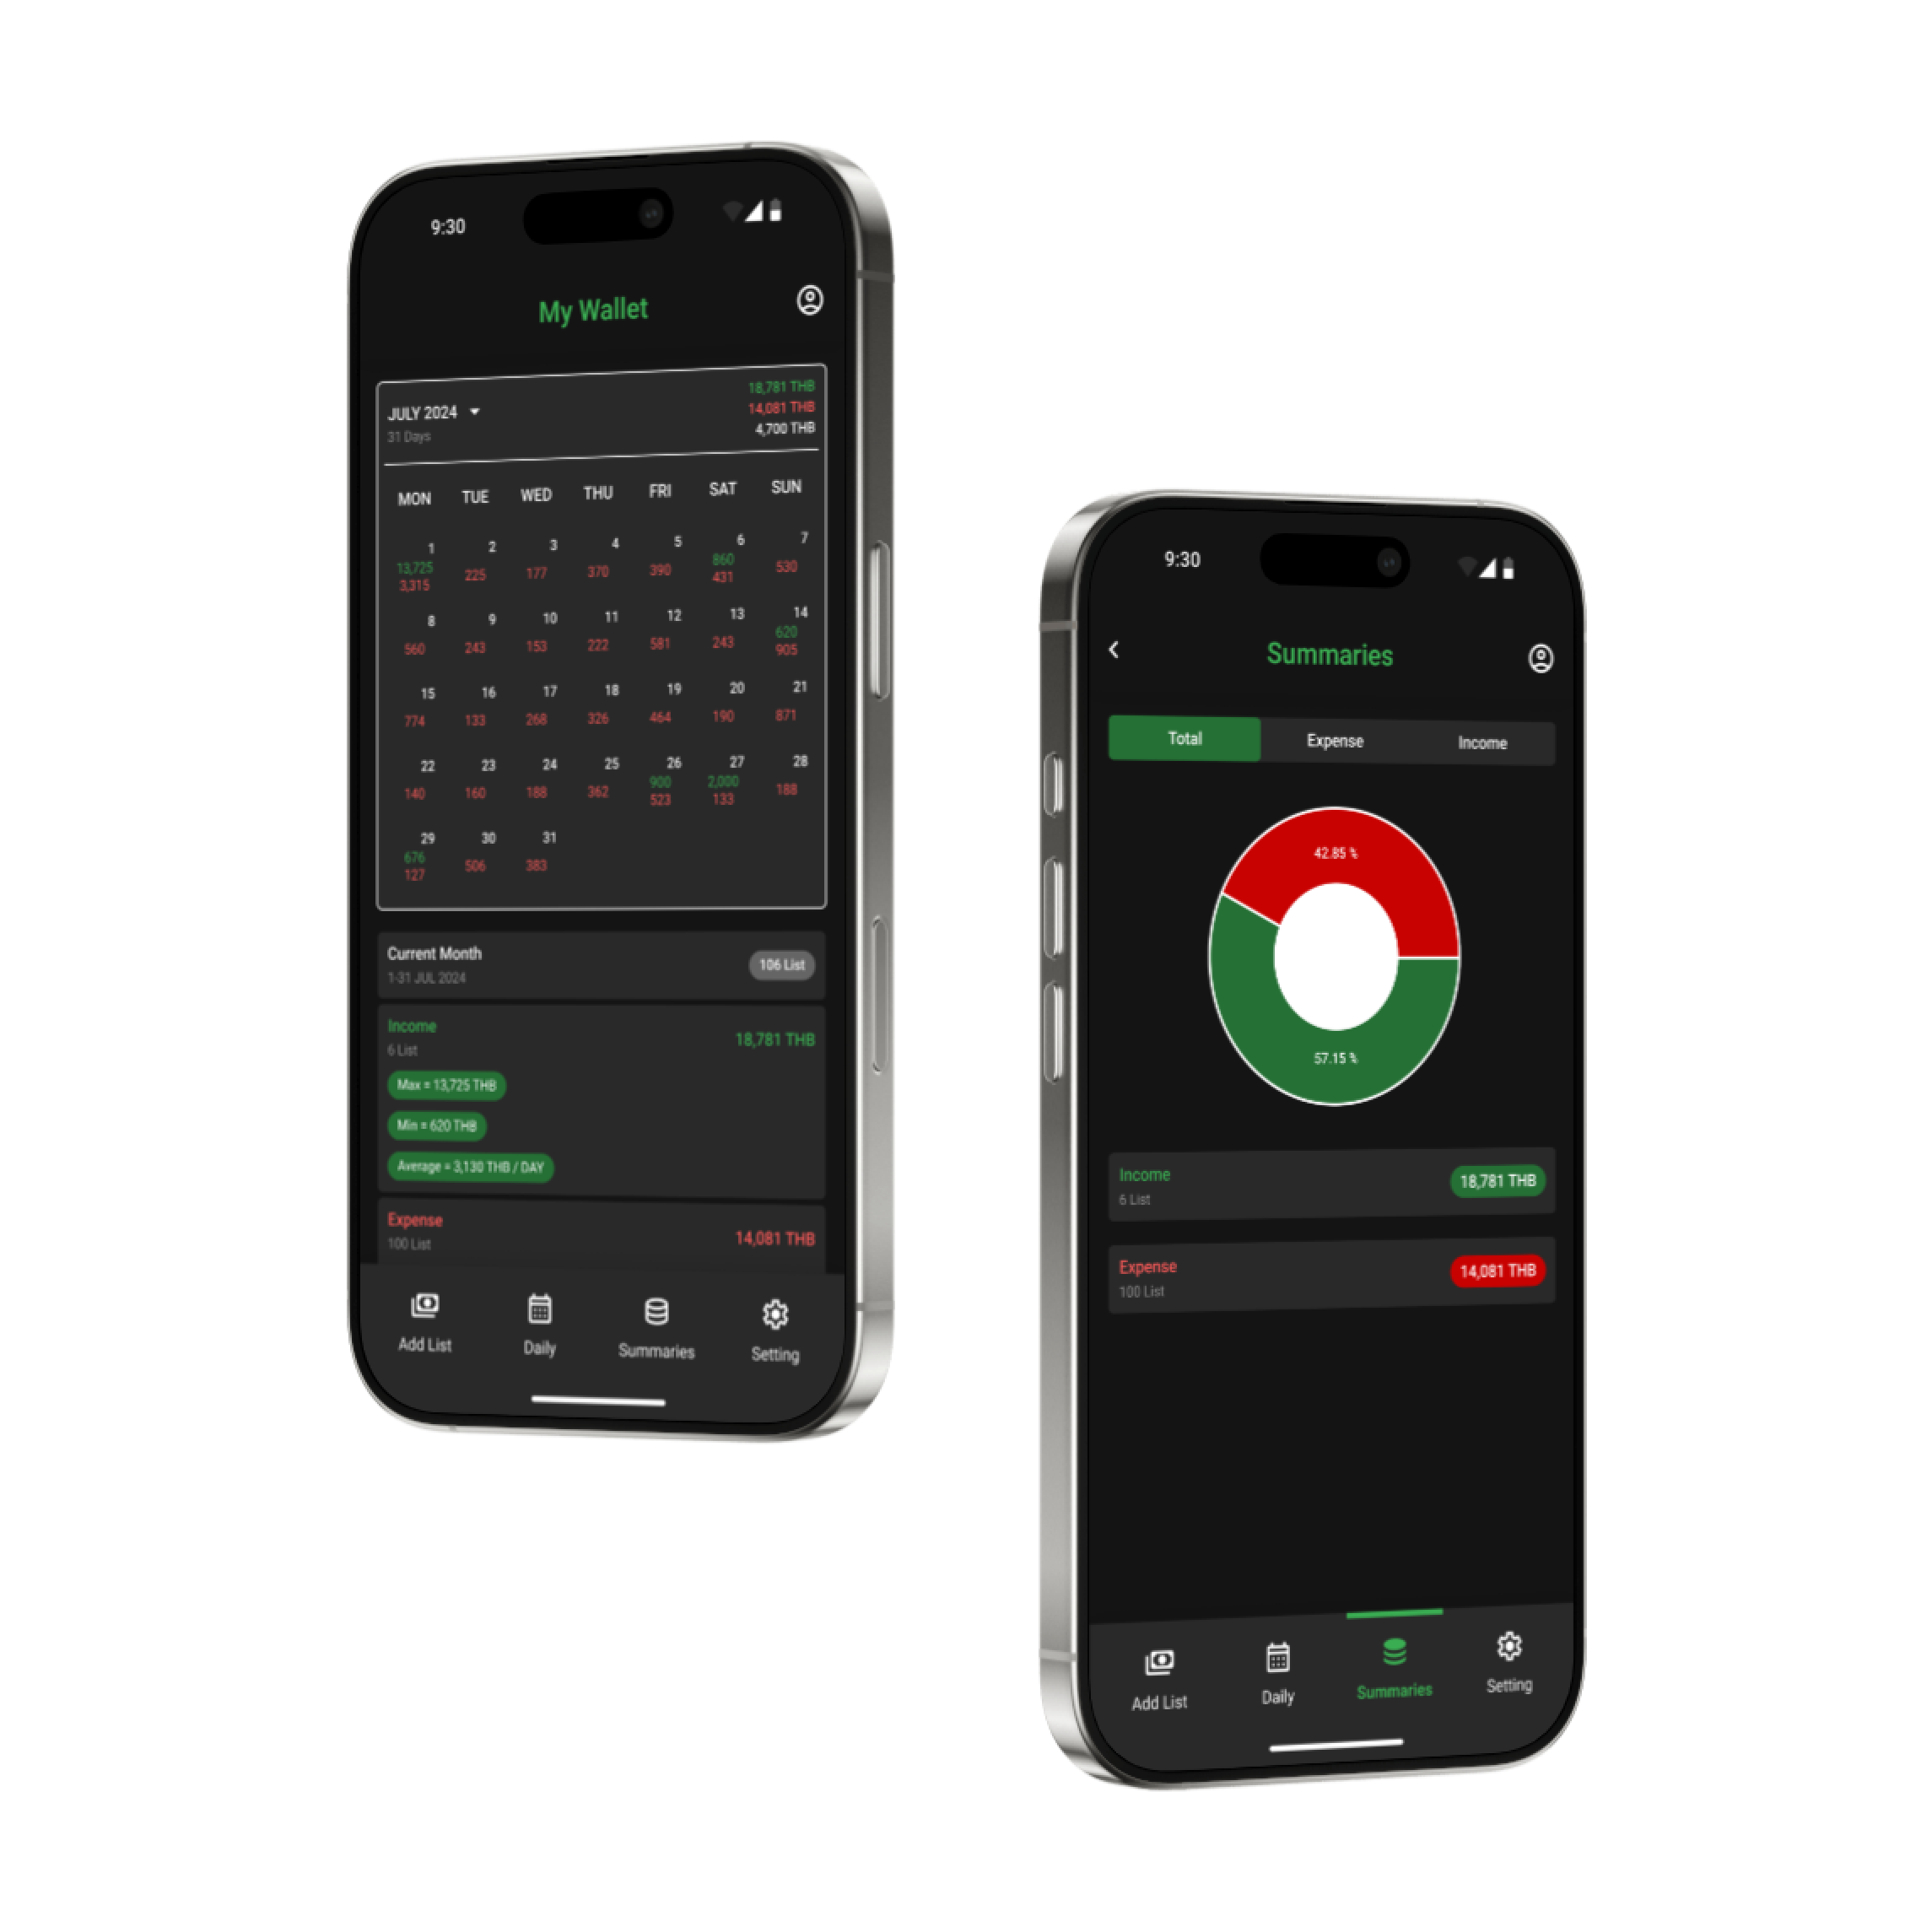 9:30
My Wallet
18,781 THB
JULY 2024
14,081 THB
31 Days
4,700 THB
MON TUE WED THU FRI SAT SUN
1 2 3 4 5 6 7
13,725 860
3,315 225 177 370 390 431 530
8 9 10 11 12 13 14
620
560 243 153 222 581 243 905
15 16 17 18 19 20 21
774 133 268 326 464 190 871
22 23 24 25 26 27 28
900 2,000
140 160 188 362 523 133 188
29 30 31
676
127 506 383
Current Month
106 List
1-31 JUL 2024
Income
18,781 THB
6 List
Max = 13,725 THB
Min = 620 THB
Average = 3,130 THB / DAY
Expense
14,081 THB
100 List
Add List Daily Summaries Setting
9:30
Summaries
Total Expense Income
42.85 %
57.15 %
Income
18,781 THB
6 List
Expense
14,081 THB
100 List
Add List Daily Summaries Setting